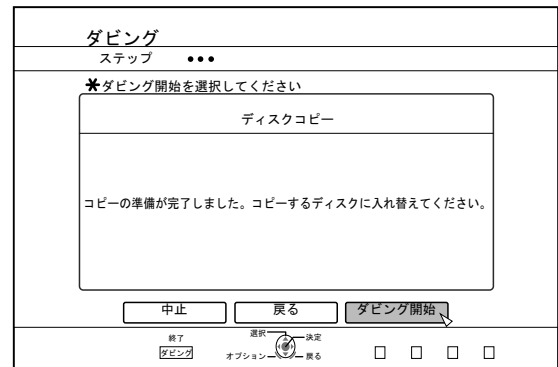 ダビング
ステップ ●●●
*ダビング開始を選択してください
ディスクコピー
コピーの準備が完了しました。コピーするディスクに入れ替えてください。
中止 戻る ダビング開始
終了 選択 決定
ダビング オプション 戻る